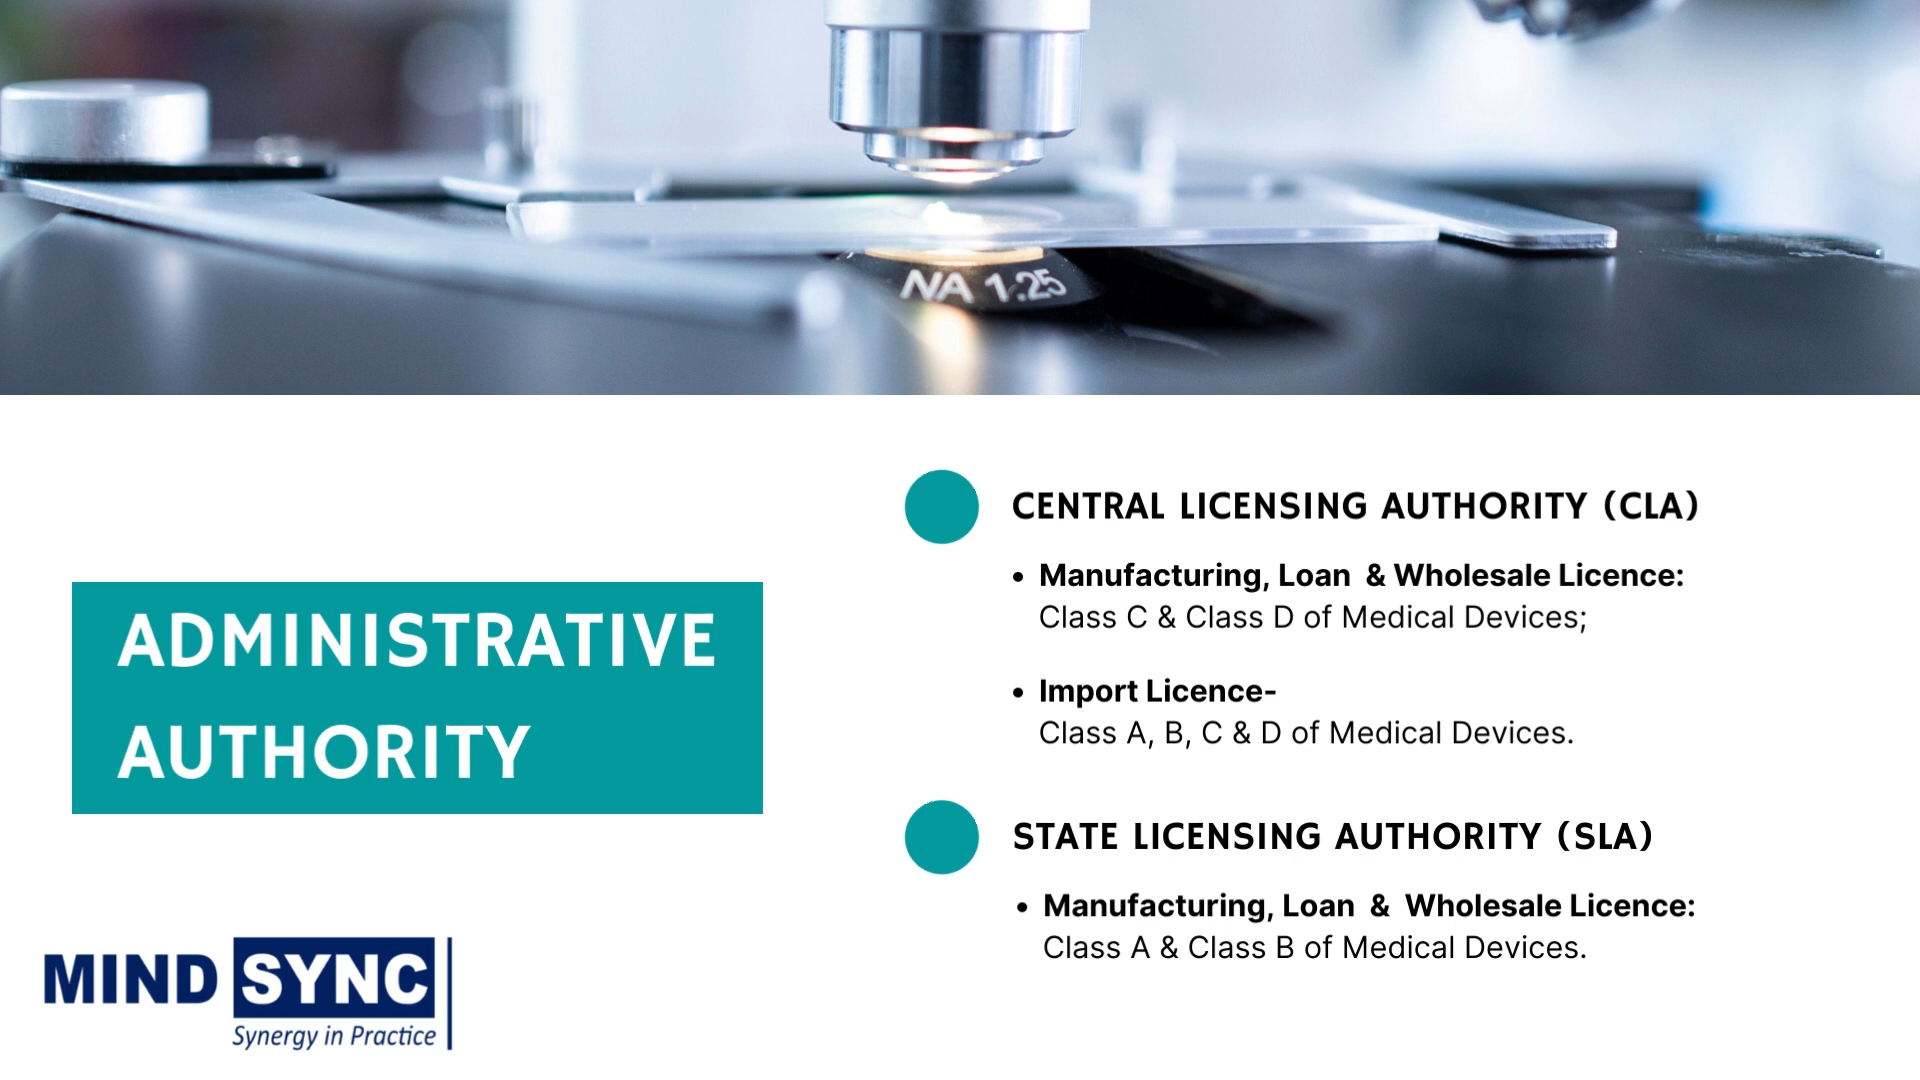 NA 1.25
ADMINISTRATIVE
AUTHORITY
CENTRAL LICENSING AUTHORITY (CLA)
• Manufacturing, Loan & Wholesale Licence:
Class C & Class D of Medical Devices;
• Import Licence-
Class A, B, C & D of Medical Devices.
STATE LICENSING AUTHORITY (SLA)
• Manufacturing, Loan & Wholesale Licence:
Class A & Class B of Medical Devices.
MIND SYNC
Synergy in Practice